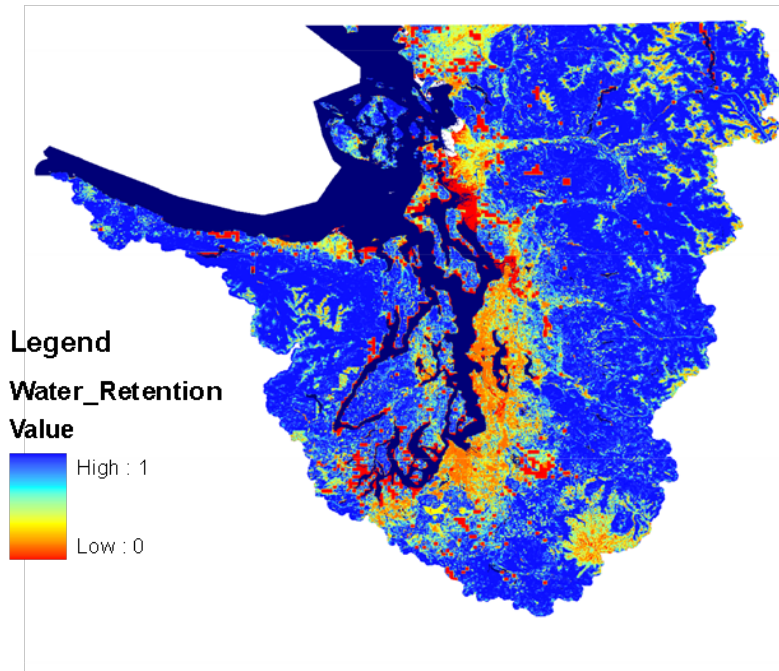 Legend
Water_Retention
Value
High : 1
Low : 0